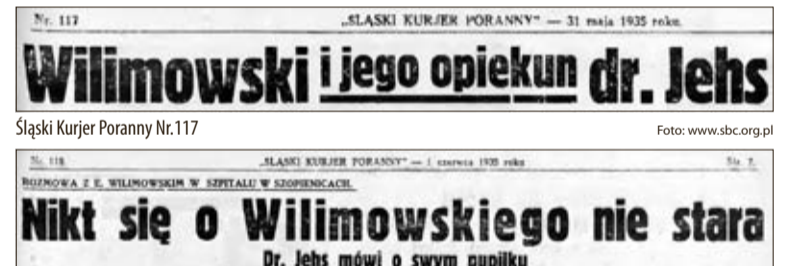 Nr. 117 „SLĄSKI KURJER PORANNY" — 31 maja 1935 roku.
Wilimowski i jego opiekun dr. Jehs
Śląski Kurjer Poranny Nr.117 Foto: www.sbc.org.pl
Nr. 118 „SLĄSKI KURJER PORANNY" — 1 czerwca 1935 roku Str. 7.
ROZMOWA Z E. WILIMOWSKIM W SZPITALU W SZOPIENICACH.
Nikt się o Wilimowskiego nie stara
Dr. Jehs mówi o swym pupilku